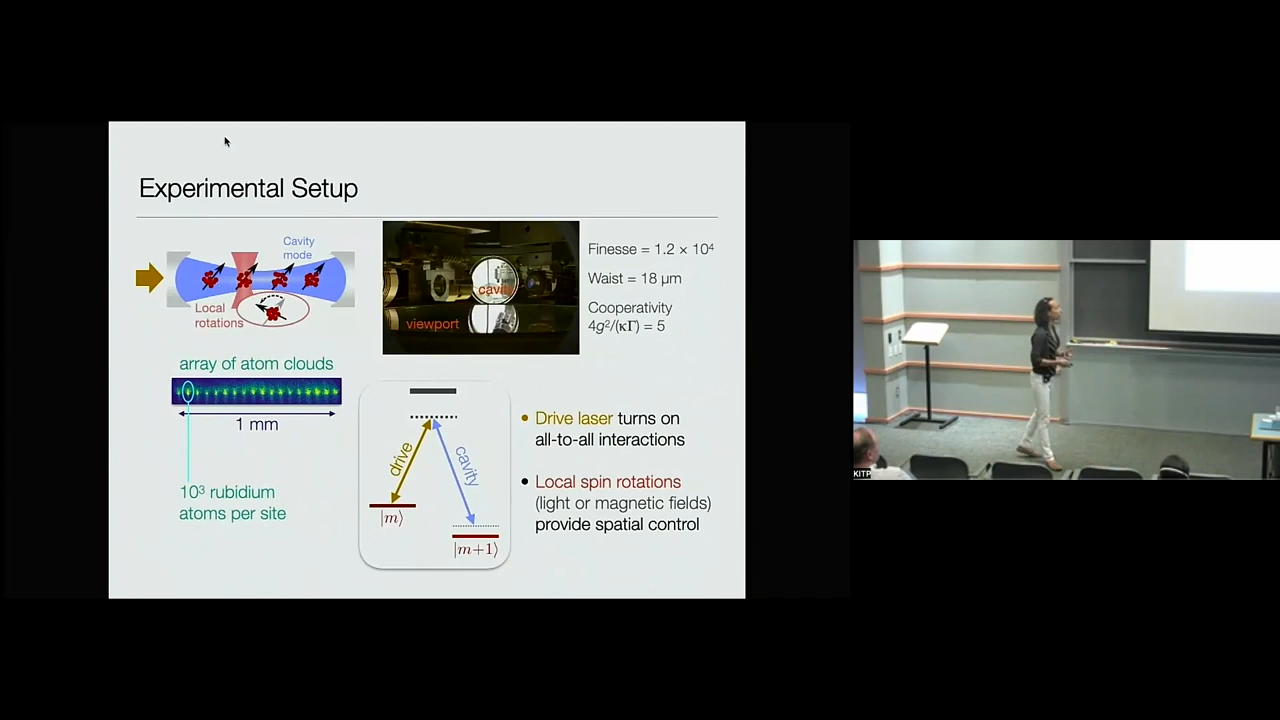 Experimental Setup
Cavity
mode
Local
rotations
array of atom clouds
1 mm
10³ rubidium
atoms per site
cavity
viewport
Finesse = 1.2 × 10⁴
Waist = 18 μm
Cooperativity
4g²/(κΓ) = 5
drive
cavity
|m⟩
|m+1⟩
• Drive laser turns on
all-to-all interactions
• Local spin rotations
(light or magnetic fields)
provide spatial control
KITP